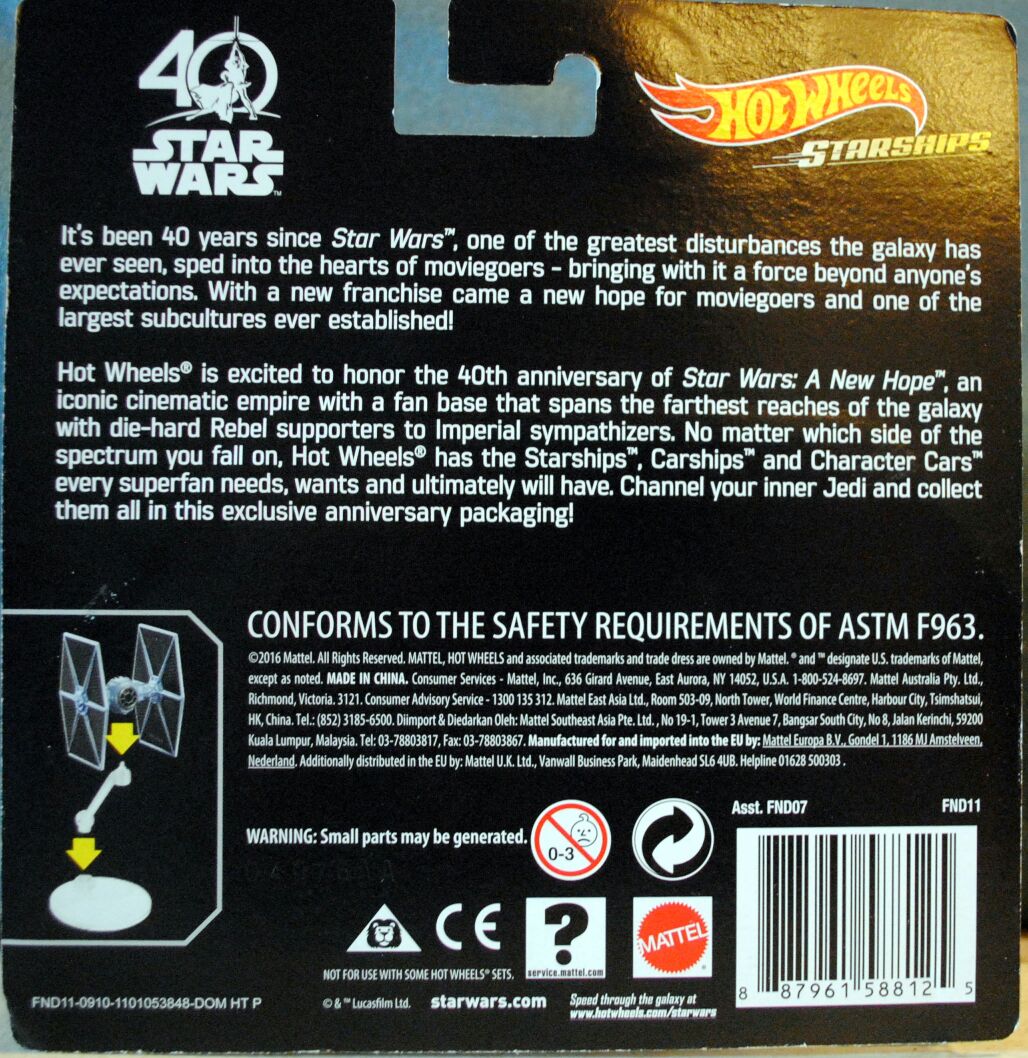 40
STAR
WARS™
HOT WHEELS
STARSHIPS
It's been 40 years since Star Wars™, one of the greatest disturbances the galaxy has
ever seen, sped into the hearts of moviegoers – bringing with it a force beyond anyone's
expectations. With a new franchise came a new hope for moviegoers and one of the
largest subcultures ever established!
Hot Wheels® is excited to honor the 40th anniversary of Star Wars: A New Hope™, an
iconic cinematic empire with a fan base that spans the farthest reaches of the galaxy
with die-hard Rebel supporters to Imperial sympathizers. No matter which side of the
spectrum you fall on, Hot Wheels® has the Starships™, Carships™ and Character Cars™
every superfan needs, wants and ultimately will have. Channel your inner Jedi and collect
them all in this exclusive anniversary packaging!
CONFORMS TO THE SAFETY REQUIREMENTS OF ASTM F963.
©2016 Mattel. All Rights Reserved. MATTEL, HOT WHEELS and associated trademarks and trade dress are owned by Mattel. ® and ™ designate U.S. trademarks of Mattel,
except as noted. MADE IN CHINA. Consumer Services - Mattel, Inc., 636 Girard Avenue, East Aurora, NY 14052, U.S.A. 1-800-524-8697. Mattel Australia Pty. Ltd.,
Richmond, Victoria. 3121. Consumer Advisory Service - 1300 135 312. Mattel East Asia Ltd., Room 503-09, North Tower, World Finance Centre, Harbour City, Tsimshatsui,
HK, China. Tel.: (852) 3185-6500. Diimport & Diedarkan Oleh: Mattel Southeast Asia Pte. Ltd., No 19-1, Tower 3 Avenue 7, Bangsar South City, No 8, Jalan Kerinchi, 59200
Kuala Lumpur, Malaysia. Tel: 03-78803817, Fax: 03-78803867. Manufactured for and imported into the EU by: Mattel Europa B.V., Gondel 1, 1186 MJ Amstelveen,
Nederland. Additionally distributed in the EU by: Mattel U.K. Ltd., Vanwall Business Park, Maidenhead SL6 4UB. Helpline 01628 500303.
Asst. FND07 FND11
WARNING: Small parts may be generated.
0-3
CE
?
service.mattel.com
MATTEL®
NOT FOR USE WITH SOME HOT WHEELS® SETS.
8 87961 58812 5
FND11-0910-1101053848-DOM HT P
© & ™ Lucasfilm Ltd. starwars.com
Speed through the galaxy at
www.hotwheels.com/starwars